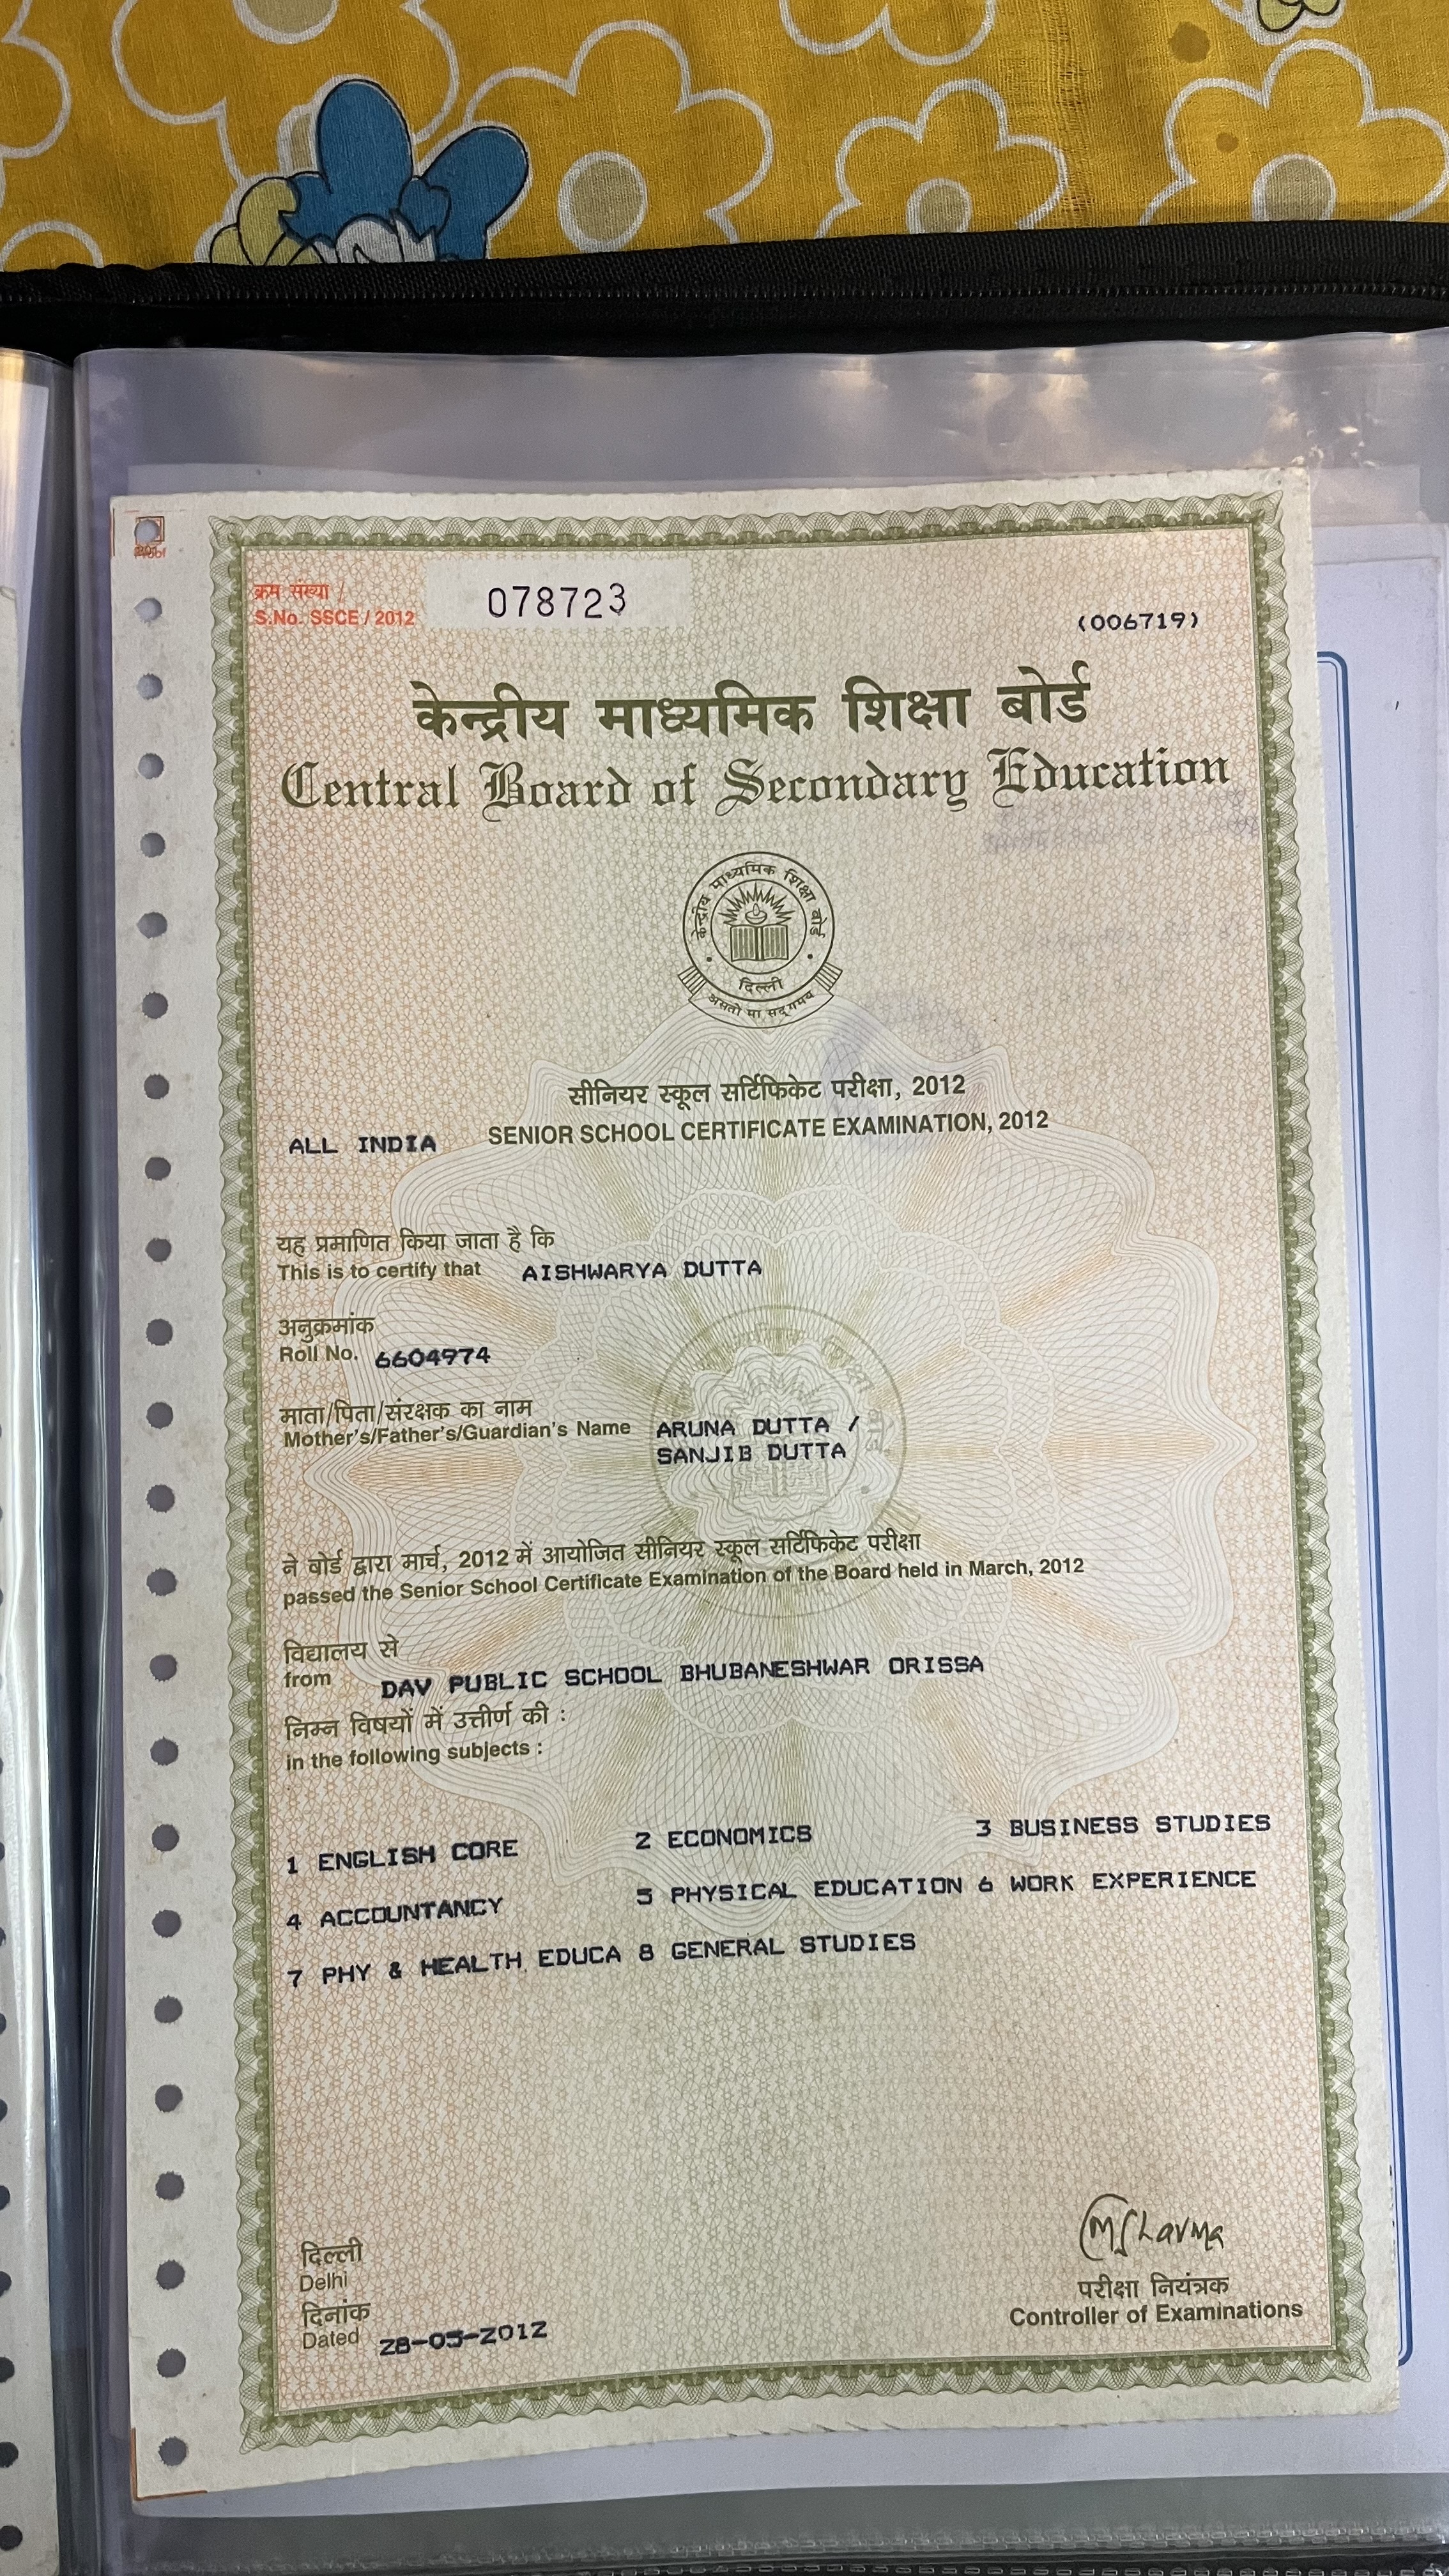 क्रम संख्या /
S.No. SSCE / 2012 078723
(006719)
केन्द्रीय माध्यमिक शिक्षा बोर्ड
Central Board of Secondary Education
केन्द्रीय माध्यमिक शिक्षा बोर्ड
दिल्ली
असतो मा सद्गमय
सीनियर स्कूल सर्टिफिकेट परीक्षा, 2012
ALL INDIA SENIOR SCHOOL CERTIFICATE EXAMINATION, 2012
यह प्रमाणित किया जाता है कि
This is to certify that AISHWARYA DUTTA
अनुक्रमांक
Roll No. 6604974
माता/पिता/संरक्षक का नाम
Mother's/Father's/Guardian's Name ARUNA DUTTA /
SANJIB DUTTA
ने बोर्ड द्वारा मार्च, 2012 में आयोजित सीनियर स्कूल सर्टिफिकेट परीक्षा
passed the Senior School Certificate Examination of the Board held in March, 2012
विद्यालय से
from DAV PUBLIC SCHOOL BHUBANESHWAR ORISSA
निम्न विषयों में उत्तीर्ण की :
in the following subjects :
1 ENGLISH CORE 2 ECONOMICS 3 BUSINESS STUDIES
4 ACCOUNTANCY 5 PHYSICAL EDUCATION 6 WORK EXPERIENCE
7 PHY & HEALTH EDUCA 8 GENERAL STUDIES
दिल्ली
Delhi
दिनांक
Dated 28-05-2012
MSharma
परीक्षा नियंत्रक
Controller of Examinations